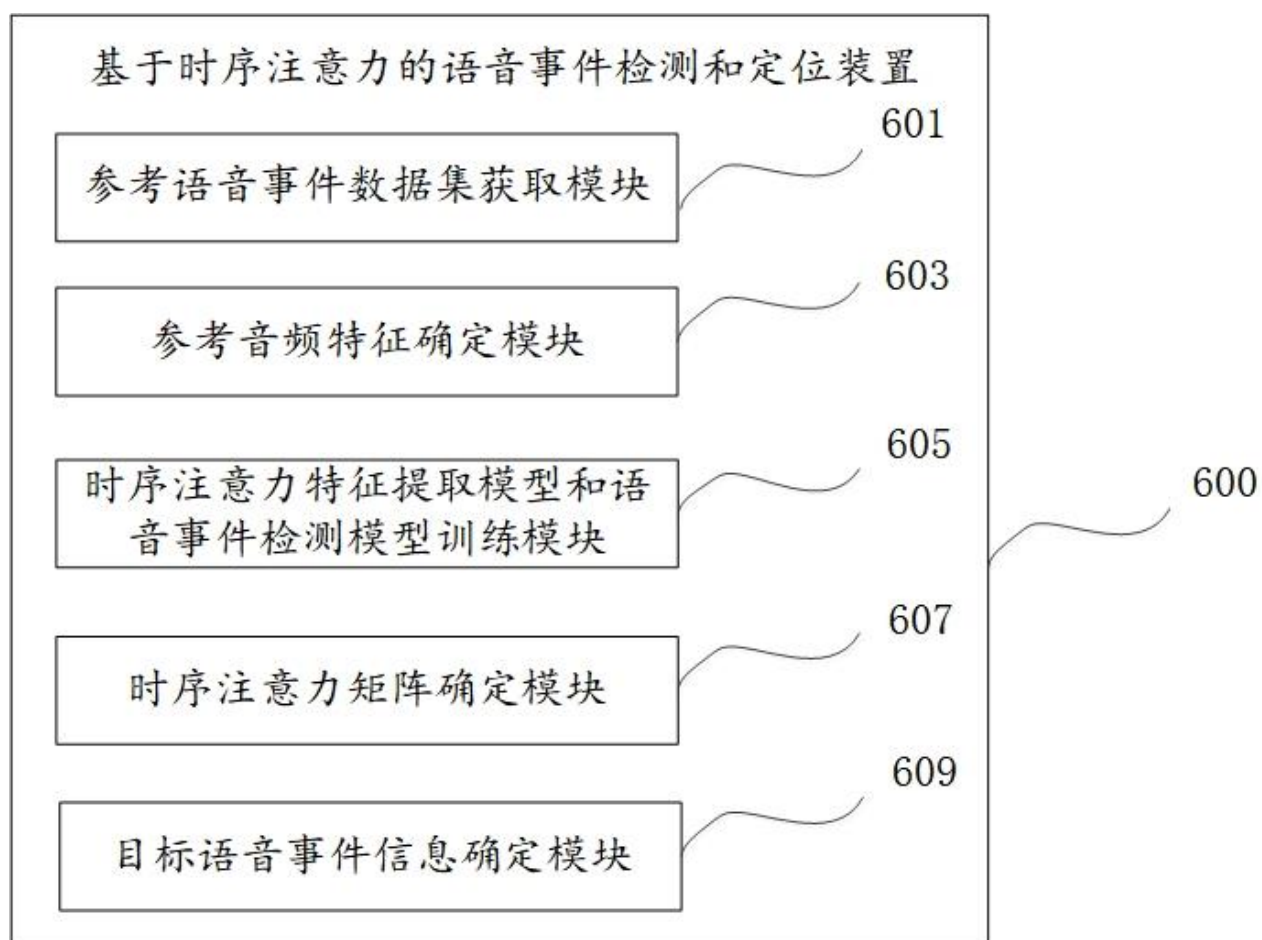 基于时序注意力的语音事件检测和定位装置
601
参考语音事件数据集获取模块
603
参考音频特征确定模块
605
时序注意力特征提取模型和语
音事件检测模型训练模块
600
607
时序注意力矩阵确定模块
609
目标语音事件信息确定模块